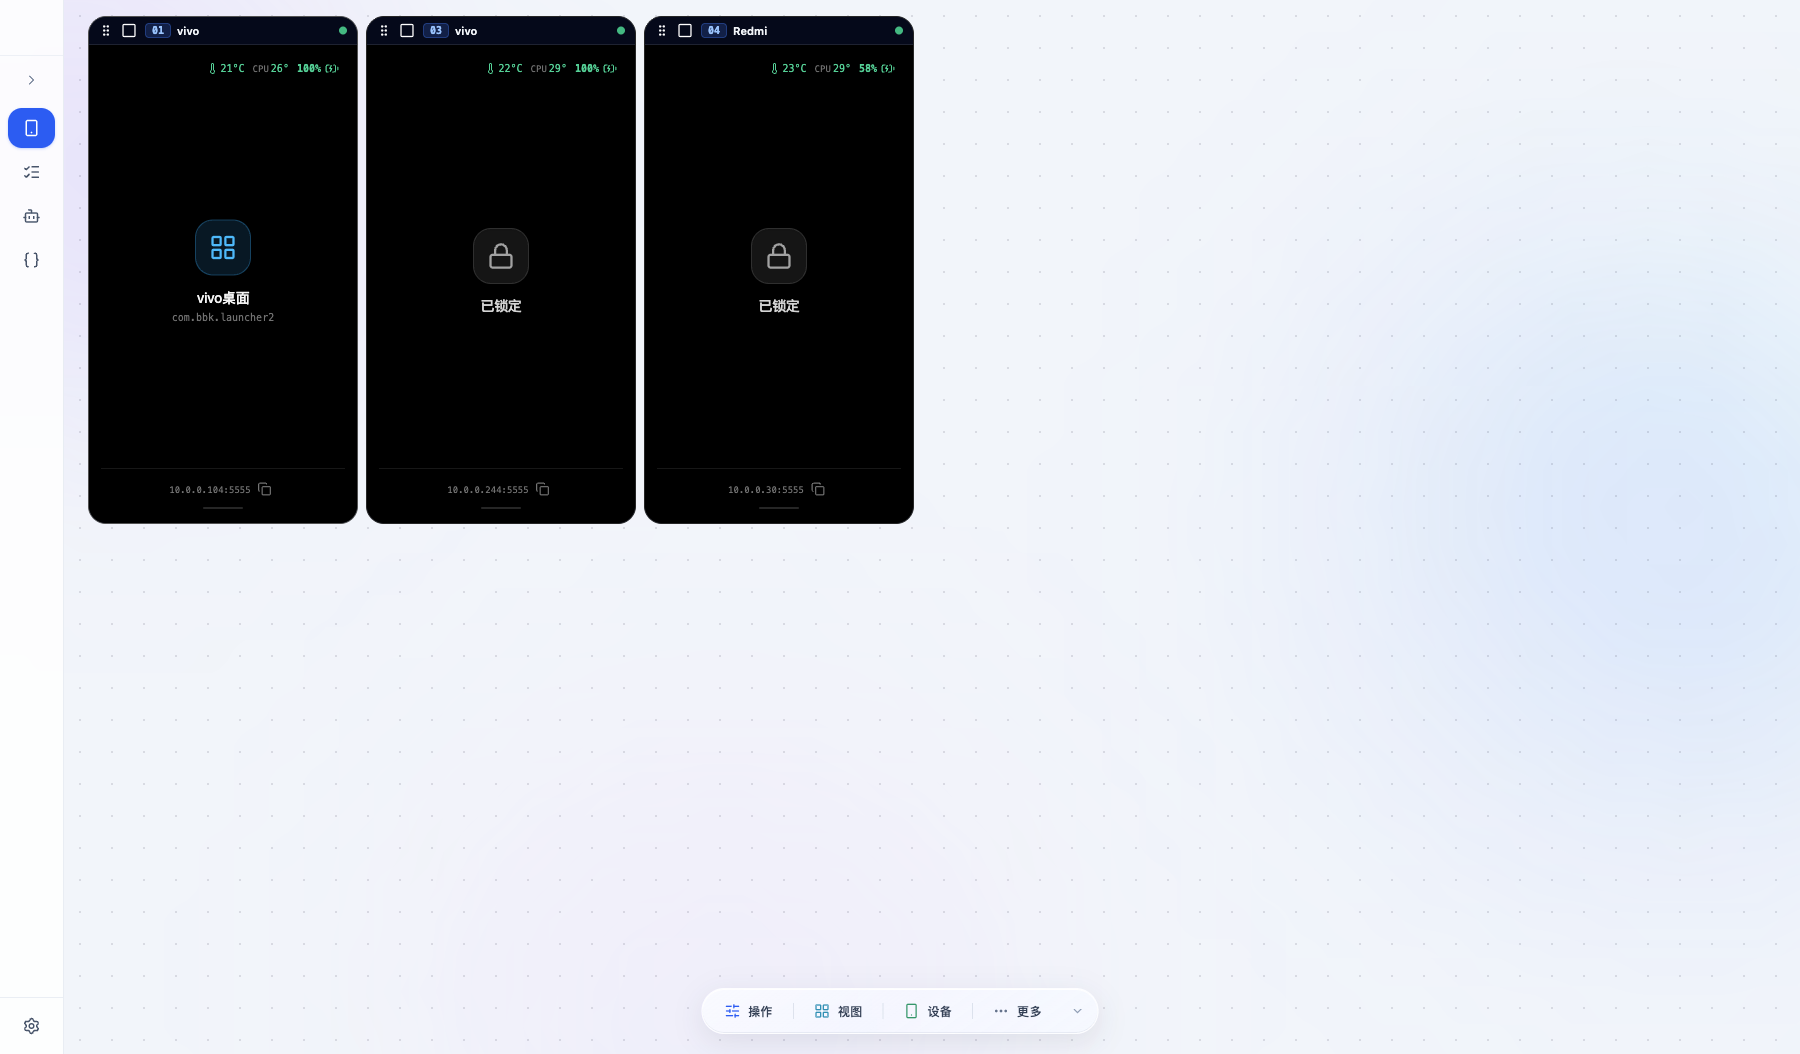 01 vivo
21°C CPU 26° 100%
vivo桌面
com.bbk.launcher2
10.0.0.104:5555
03 vivo
22°C CPU 29° 100%
已锁定
10.0.0.244:5555
04 Redmi
23°C CPU 29° 58%
已锁定
10.0.0.30:5555
操作 视图 设备 更多